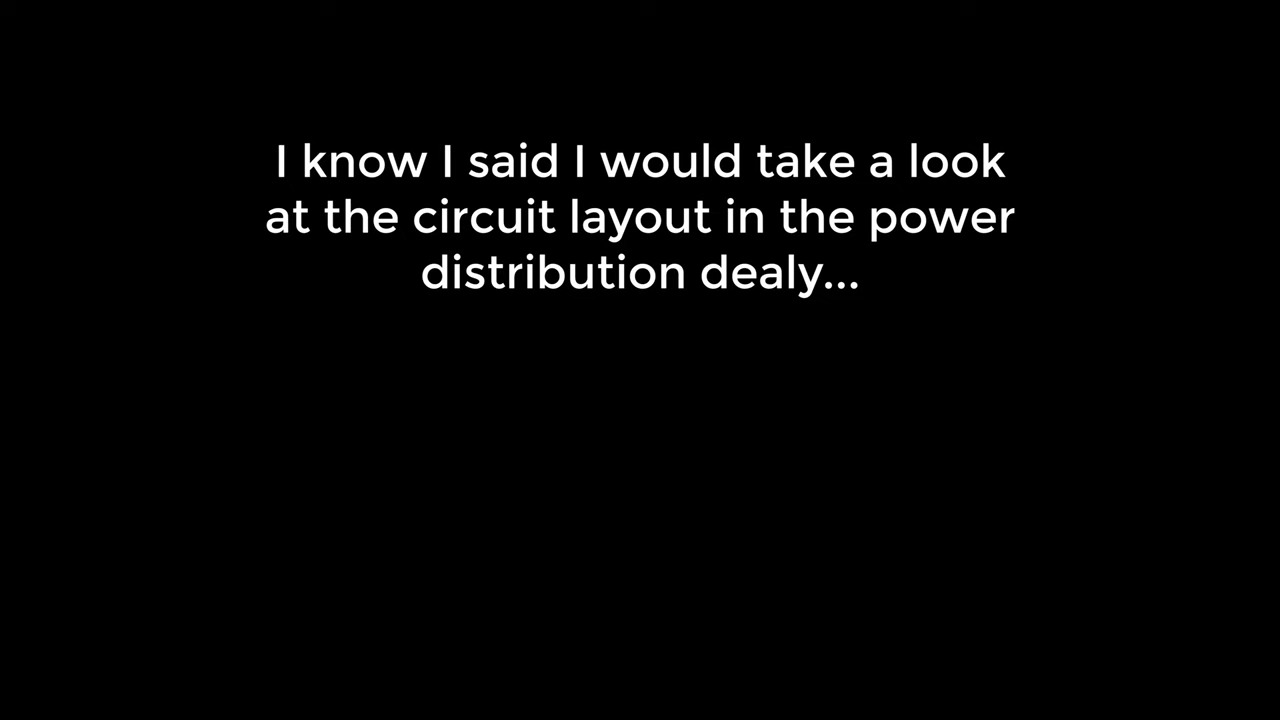 I know I said I would take a look
at the circuit layout in the power
distribution dealy...